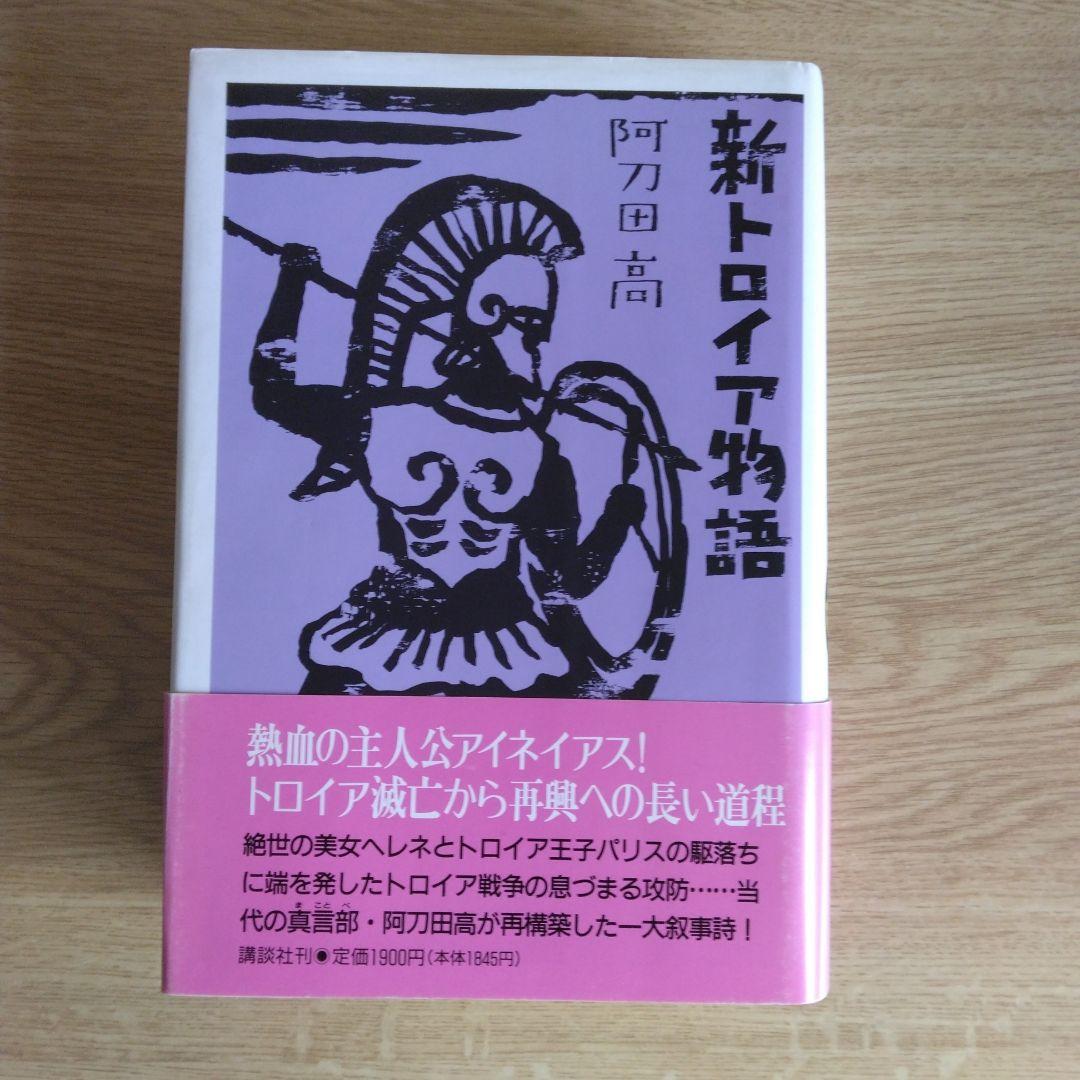 新トロイア物語
阿刀田高
熱血の主人公アイネイアス!
トロイア滅亡から再興への長い道程
絶世の美女ヘレネとトロイア王子パリスの駆落ち
に端を発したトロイア戦争の息づまる攻防……当
まことべ
代の真言部・阿刀田高が再構築した一大叙事詩!
講談社刊●定価1900円(本体1845円)